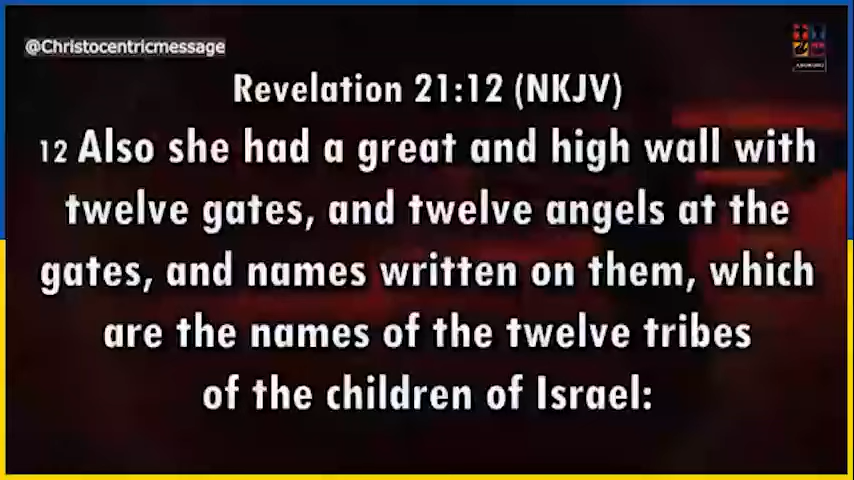 @Christocentricmessage
Revelation 21:12 (NKJV)
12 Also she had a great and high wall with
twelve gates, and twelve angels at the
gates, and names written on them, which
are the names of the twelve tribes
of the children of Israel: